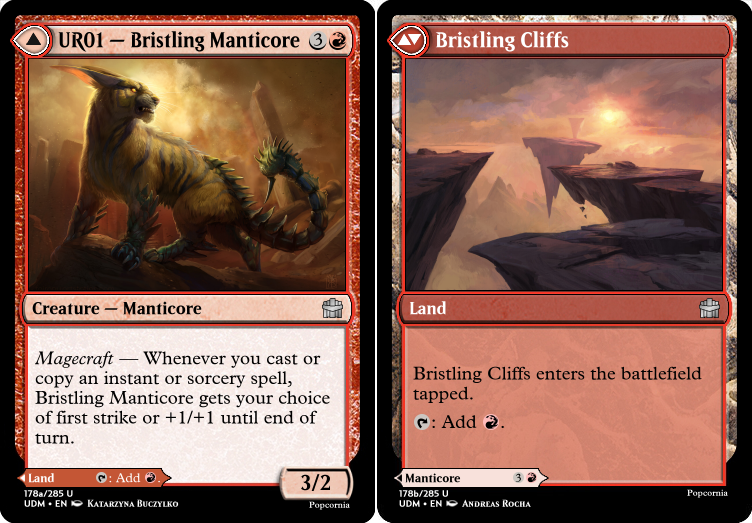 UR01 — Bristling Manticore 3
Creature — Manticore
Magecraft — Whenever you cast or
copy an instant or sorcery spell,
Bristling Manticore gets your choice
of first strike or +1/+1 until end of
turn.
Land : Add .
3/2
178a/285 U
UDM • EN Katarzyna Buczylko
Popcornia
Bristling Cliffs
Land
Bristling Cliffs enters the battlefield
tapped.
: Add .
Manticore 3
178b/285 U
UDM • EN Andreas Rocha
Popcornia